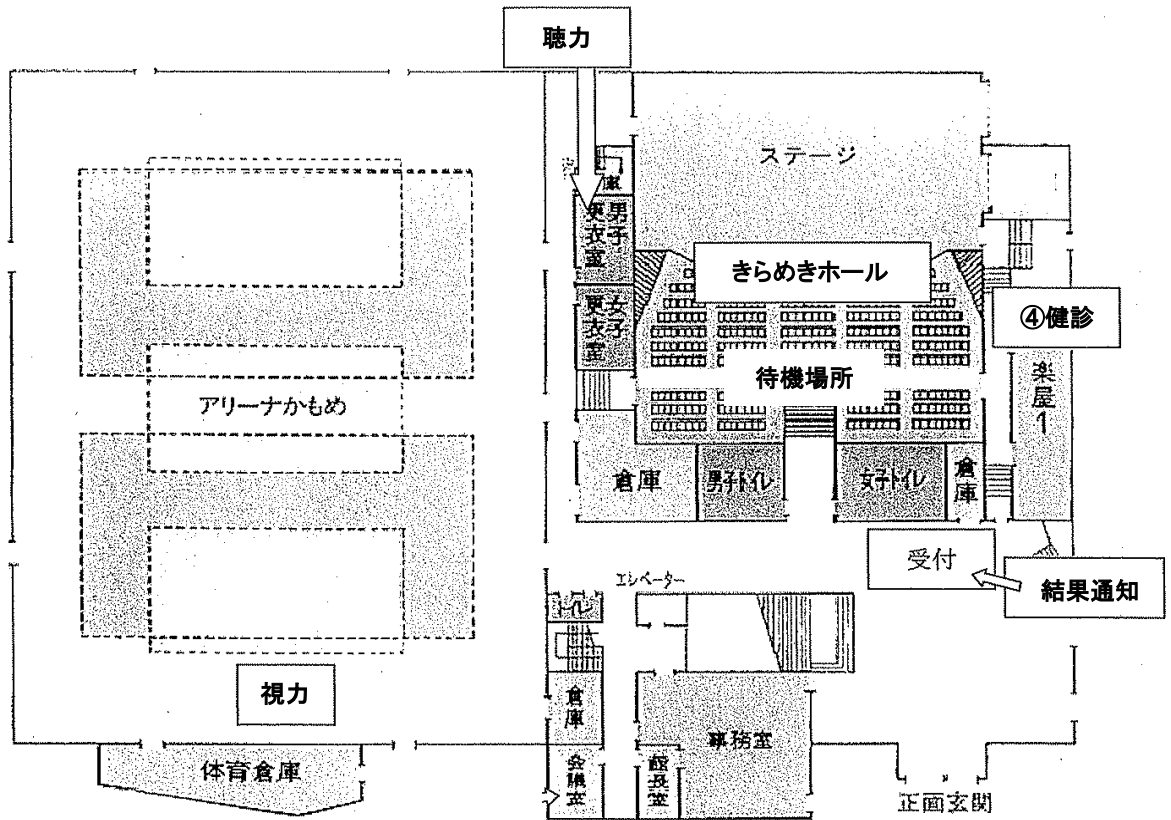 聴力
ステージ
庫
男子更衣室
きらめきホール
女子更衣室
④健診
待機場所
楽屋1
アリーナかもめ
倉庫
男子トイレ
女子トイレ
倉庫
受付
結果通知
エレベーター
トイレ
視力
倉庫
事務室
体育倉庫
会議室
館長室
正面玄関